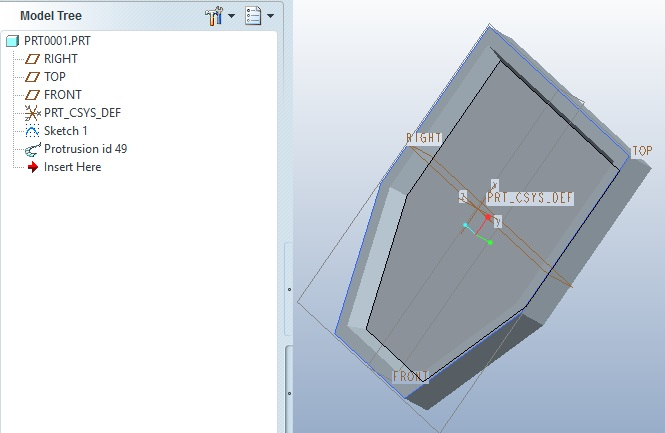 Model Tree
PRT0001.PRT
RIGHT
TOP
FRONT
PRT_CSYS_DEF
Sketch 1
Protrusion id 49
Insert Here
RIGHT
TOP
X
Z
PRT_CSYS_DEF
Y
FRONT